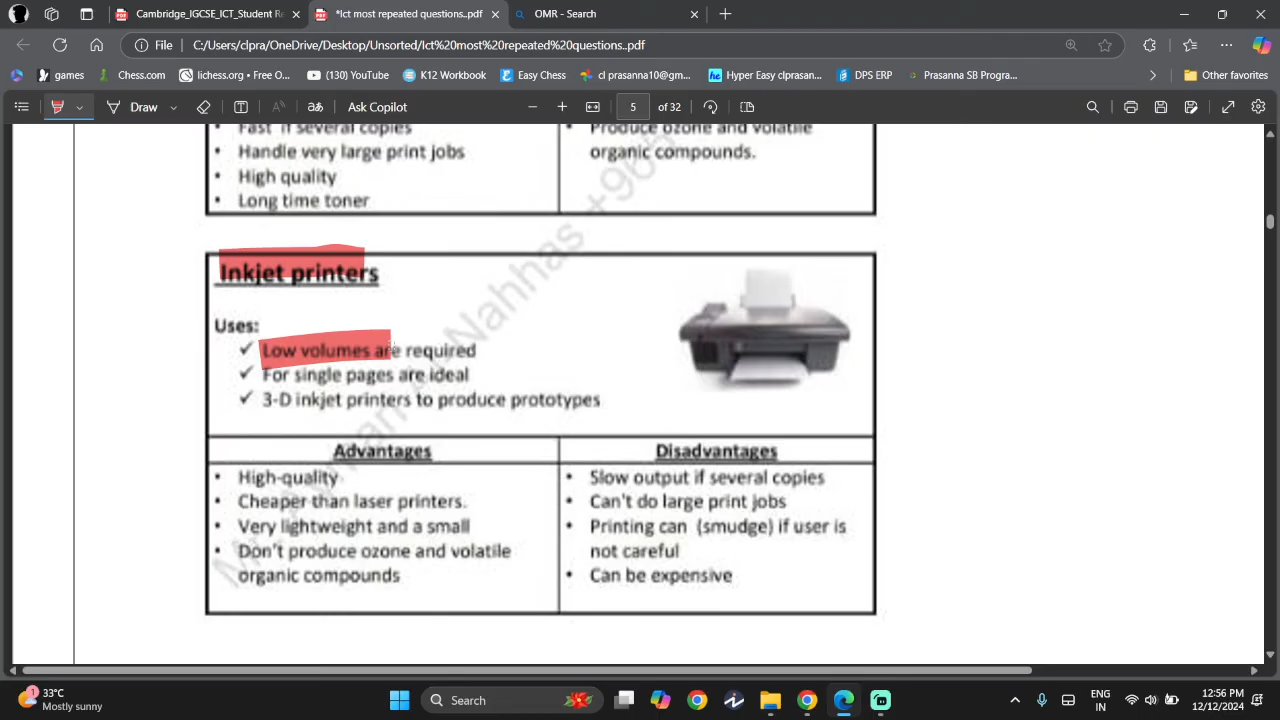 Cambridge_IGCSE_ICT_Student Re
*Ict most repeated questions..pdf
OMR - Search
File
C:/Users/clpra/OneDrive/Desktop/Unsorted/Ict%20most%20repeated%20questions..pdf
games
Chess.com
lichess.org • Free O...
(130) YouTube
K12 Workbook
Easy Chess
cl prasanna10@gm...
Hyper Easy clprasan...
DPS ERP
Prasanna SB Progra...
Other favorites
Draw
Ask Copilot
5 of 32
• Fast if several copies
• Handle very large print jobs
• High quality
• Long time toner
• Produce ozone and volatile
organic compounds.
Inkjet printers
Uses:
✓ Low volumes are required
✓ For single pages are ideal
✓ 3-D inkjet printers to produce prototypes
Advantages
• High-quality
• Cheaper than laser printers.
• Very lightweight and a small
• Don't produce ozone and volatile
organic compounds
Disadvantages
• Slow output if several copies
• Can't do large print jobs
• Printing can (smudge) if user is
not careful
• Can be expensive
-Nahhas +965
1
33°C
Mostly sunny
Search
ENG
IN
12:56 PM
12/12/2024